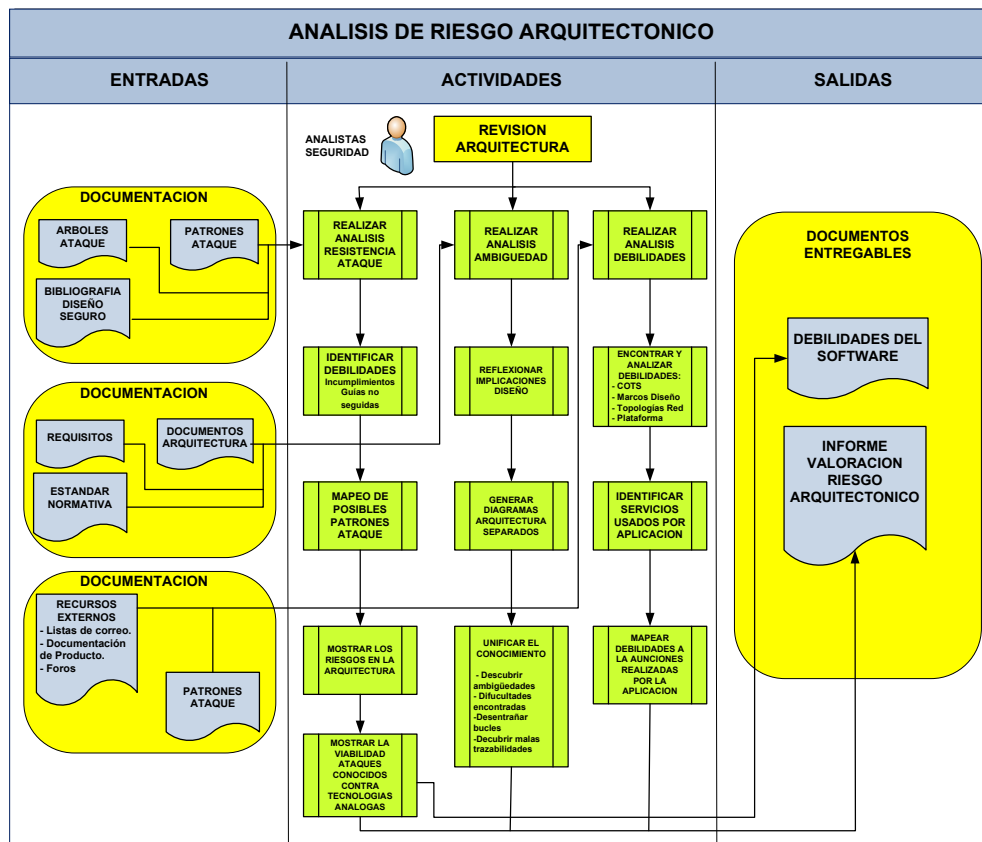 ANALISIS DE RIESGO ARQUITECTONICO
ENTRADAS
ACTIVIDADES
SALIDAS
ANALISTAS
SEGURIDAD
REVISION
ARQUITECTURA
DOCUMENTACION
ARBOLES
ATAQUE
PATRONES
ATAQUE
BIBLIOGRAFIA
DISEÑO
SEGURO
REALIZAR
ANALISIS
RESISTENCIA
ATAQUE
REALIZAR
ANALISIS
AMBIGUEDAD
REALIZAR
ANALISIS
DEBILIDADES
DOCUMENTOS
ENTREGABLES
IDENTIFICAR
DEBILIDADES
Incumplimientos
Guías no
seguidas
REFLEXIONAR
IMPLICACIONES
DISEÑO
ENCONTRAR Y
ANALIZAR
DEBILIDADES:
- COTS
- Marcos Diseño
- Topologías Red
- Plataforma
DEBILIDADES DEL
SOFTWARE
DOCUMENTACION
REQUISITOS
DOCUMENTOS
ARQUITECTURA
ESTANDAR
NORMATIVA
MAPEO DE
POSIBLES
PATRONES
ATAQUE
GENERAR
DIAGRAMAS
ARQUITECTURA
SEPARADOS
IDENTIFICAR
SERVICIOS
USADOS POR
APLICACION
INFORME
VALORACION
RIESGO
ARQUITECTONICO
DOCUMENTACION
RECURSOS
EXTERNOS
- Listas de correo.
- Documentación
de Producto.
- Foros
PATRONES
ATAQUE
MOSTRAR LOS
RIESGOS EN LA
ARQUITECTURA
UNIFICAR EL
CONOCIMIENTO
- Descubrir
ambigüedades
- Difucultades
encontradas
-Desentrañar
bucles
-Decubrir malas
trazabilidades
MAPEAR
DEBILIDADES A
LA AUNCIONES
REALIZADAS
POR LA
APLICACION
MOSTRAR LA
VIABILIDAD
ATAQUES
CONOCIDOS
CONTRA
TECNOLOGIAS
ANALOGAS